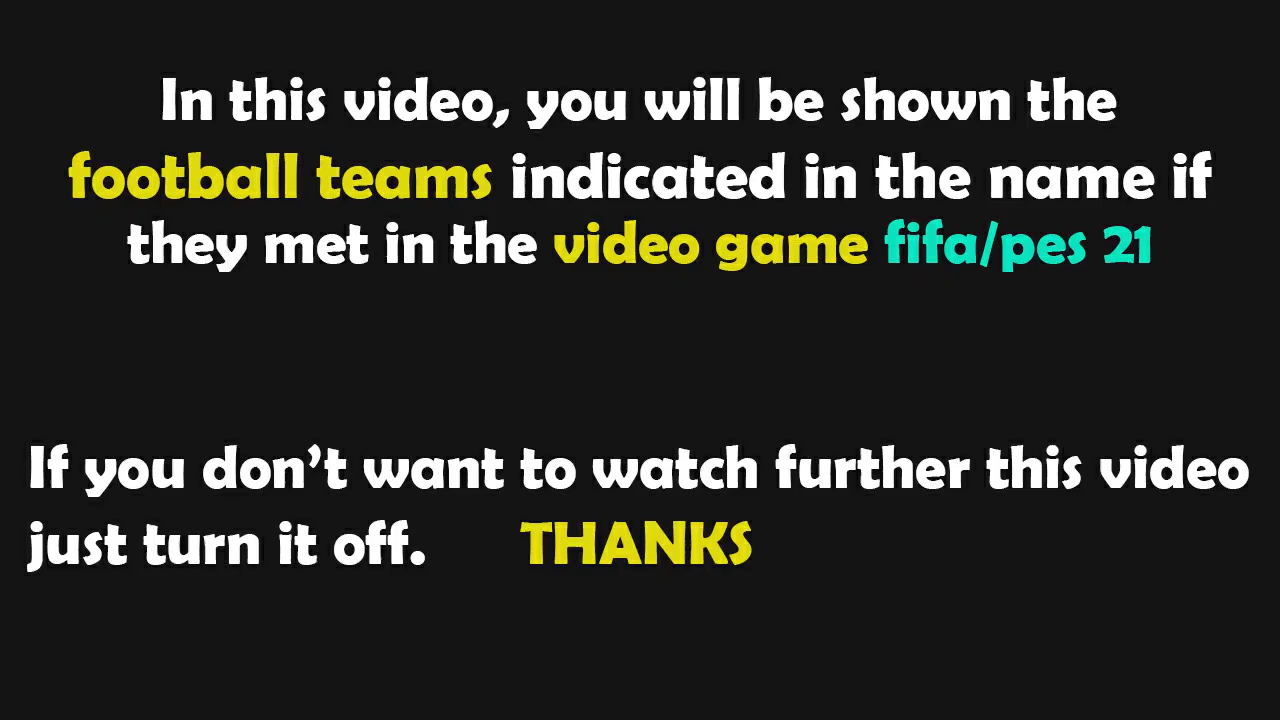 In this video, you will be shown the
football teams indicated in the name if
they met in the video game fifa/pes 21
If you don’t want to watch further this video
just turn it off. THANKS